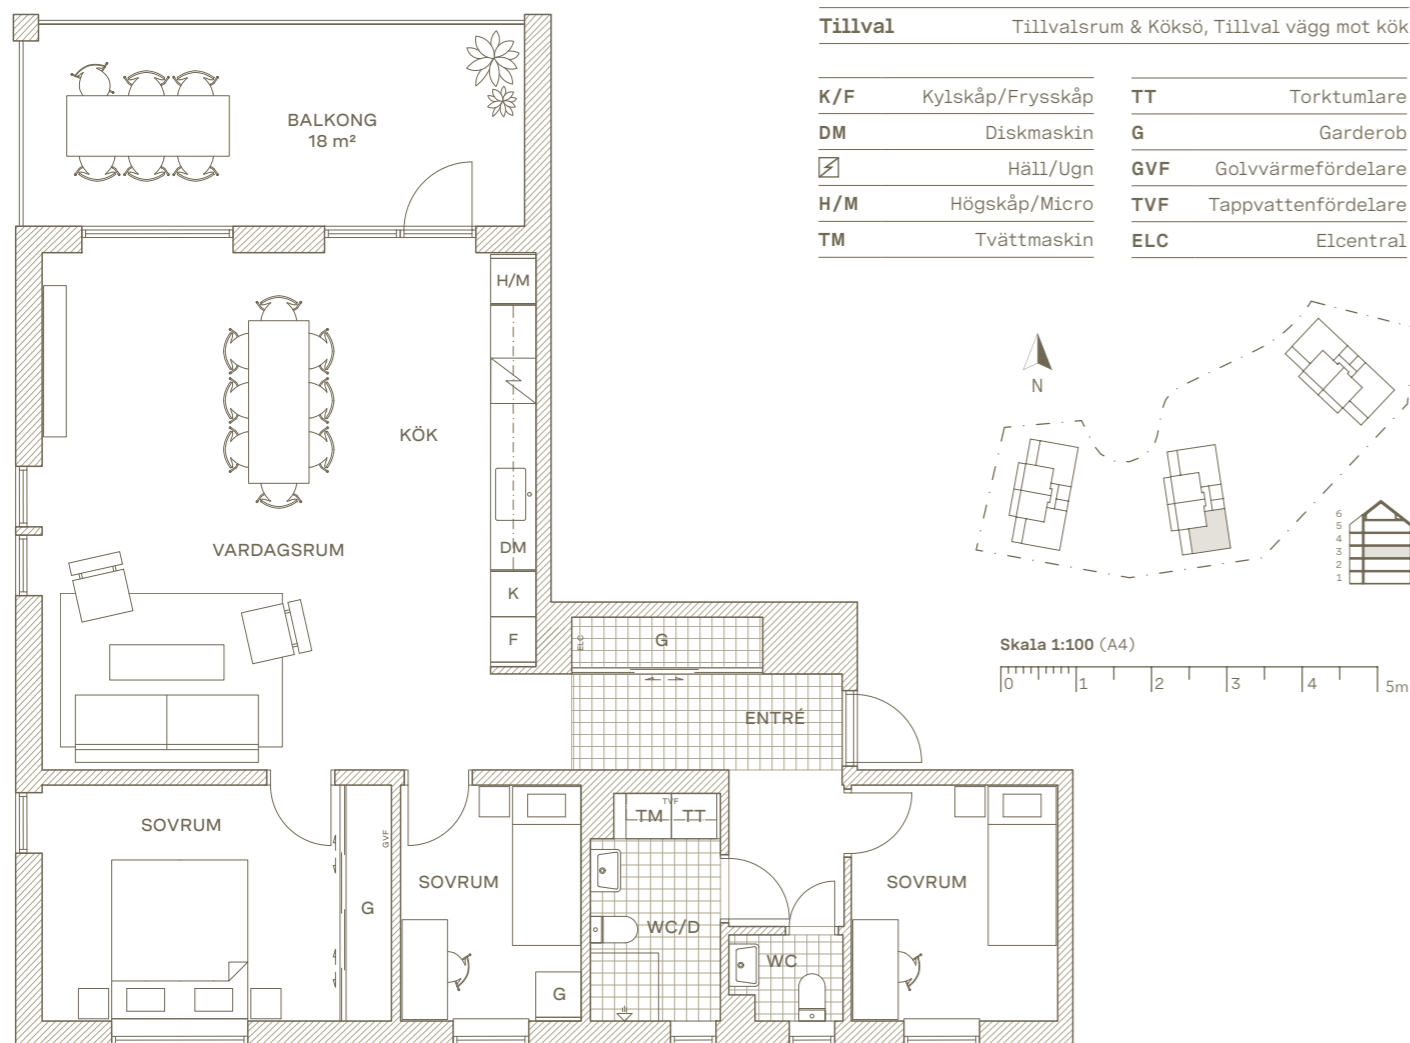 Tillval Tillvalsrum & Köksö, Tillval vägg mot kök
K/F Kylskåp/Frysskåp
DM Diskmaskin
Häll/Ugn
H/M Högskåp/Micro
TM Tvättmaskin
TT Torktumlare
G Garderob
GVF Golvvärmefördelare
TVF Tappvattenfördelare
ELC Elcentral
BALKONG
18 m²
H/M
KÖK
VARDAGSRUM
DM
K
F
ELC
G
ENTRÉ
N
6
5
4
3
2
1
Skala 1:100 (A4)
0 1 2 3 4 5m
SOVRUM
GVF
G
SOVRUM
G
TVF
TM TT
WC/D
WC
SOVRUM